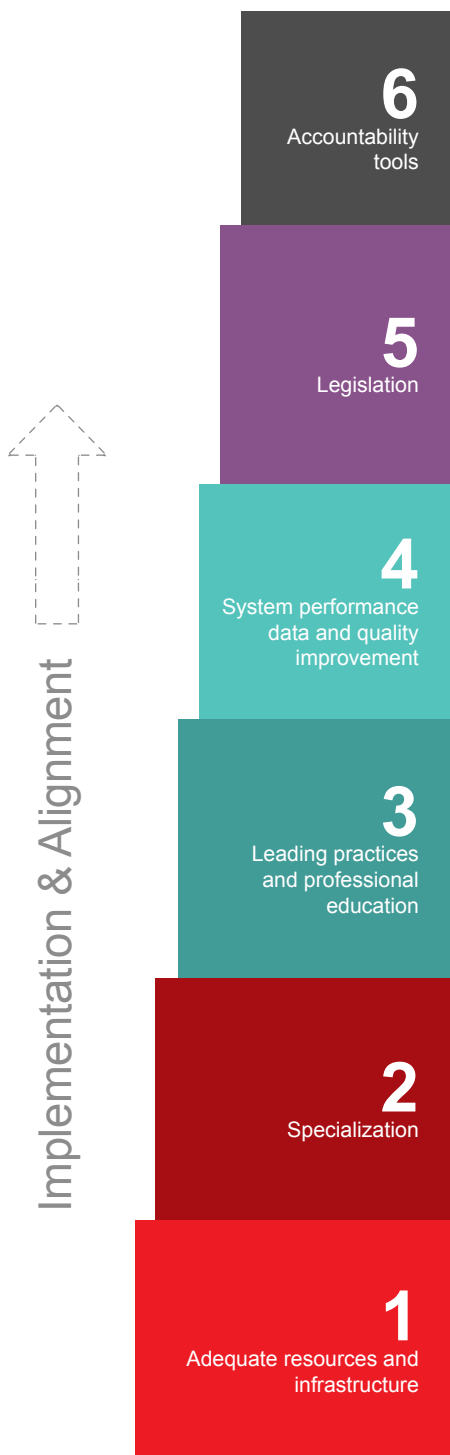 6
Accountability
tools
5
Legislation
4
System performance
data and quality
improvement
3
Leading practices
and professional
education
2
Specialization
1
Adequate resources and
infrastructure
Implementation & Alignment